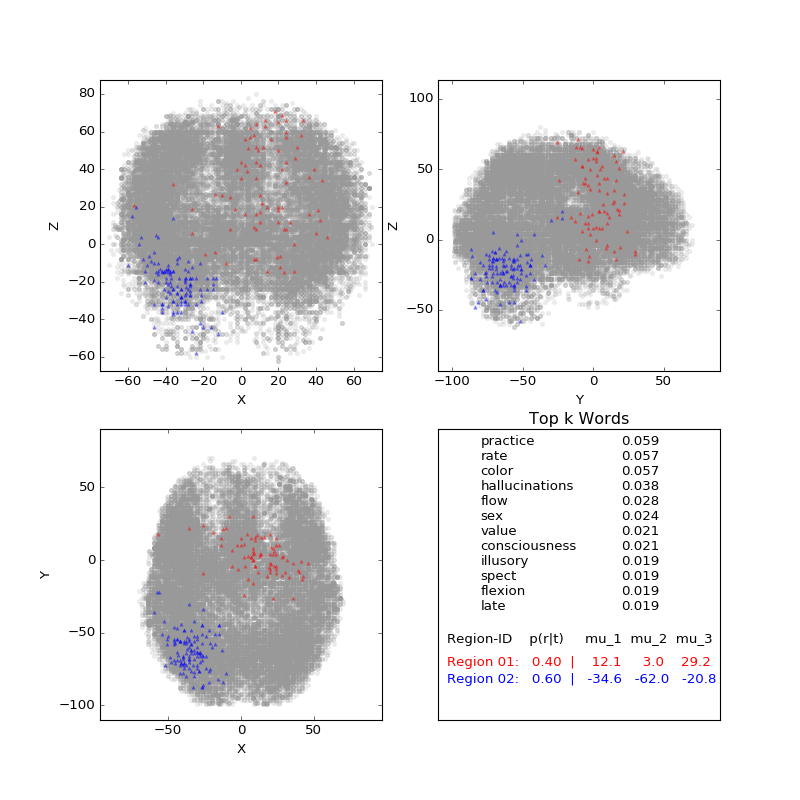 80
60
40
20
0
−20
−40
−60
Z
−60 −40 −20 0 20 40 60
X
100
50
0
−50
Z
−100 −50 0 50
Y
50
0
−50
−100
Y
−50 0 50
X
Top k Words
practice 0.059
rate 0.057
color 0.057
hallucinations 0.038
flow 0.028
sex 0.024
value 0.021
consciousness 0.021
illusory 0.019
spect 0.019
flexion 0.019
late 0.019
Region-ID p(r|t) mu_1 mu_2 mu_3
Region 01: 0.40 | 12.1 3.0 29.2
Region 02: 0.60 | -34.6 -62.0 -20.8